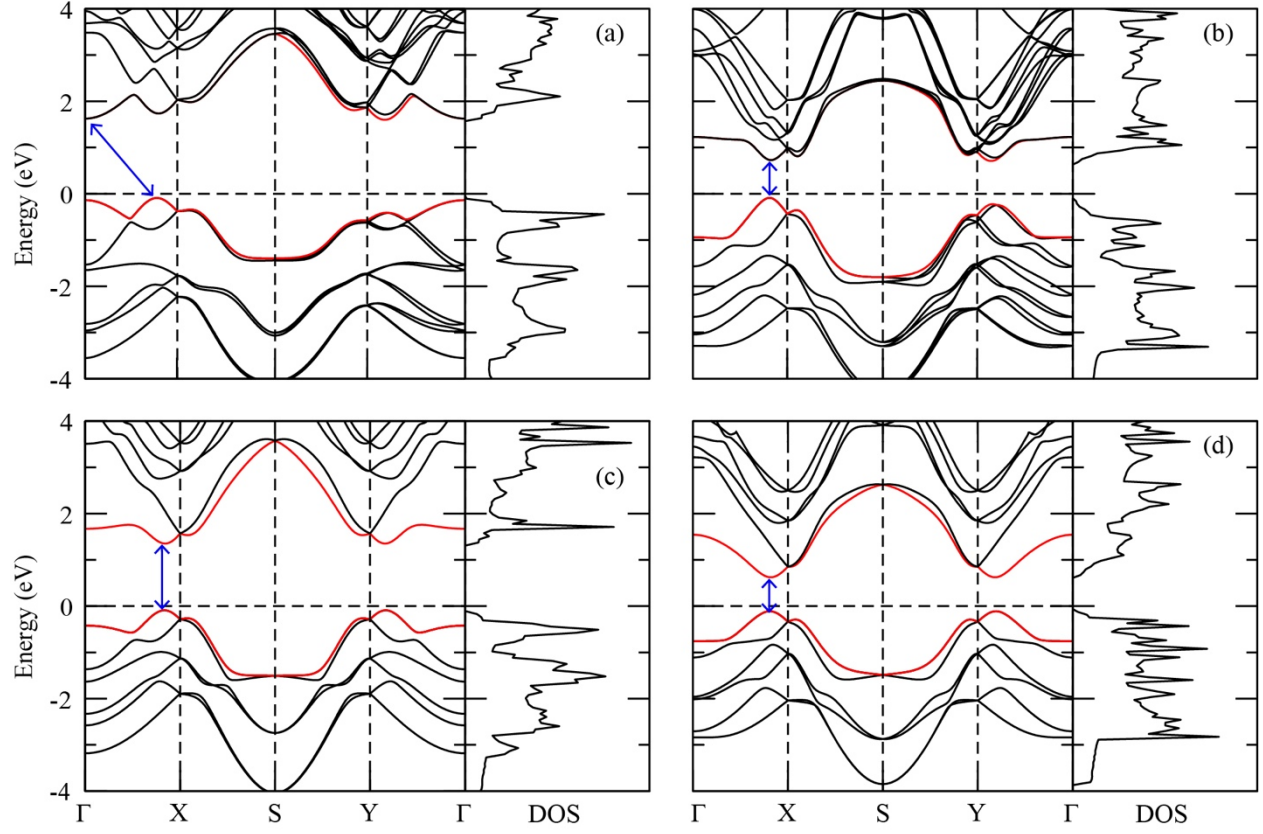 4
(a)
2
0
-2
-4
Energy (eV)
(b)
4
(c)
2
0
-2
-4
Energy (eV)
Γ X S Y Γ DOS
(d)
Γ X S Y Γ DOS